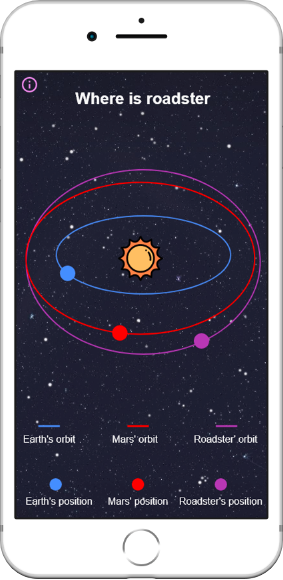 Where is roadster
Earth's orbit Mars' orbit Roadster' orbit
Earth's position Mars' position Roadster's position